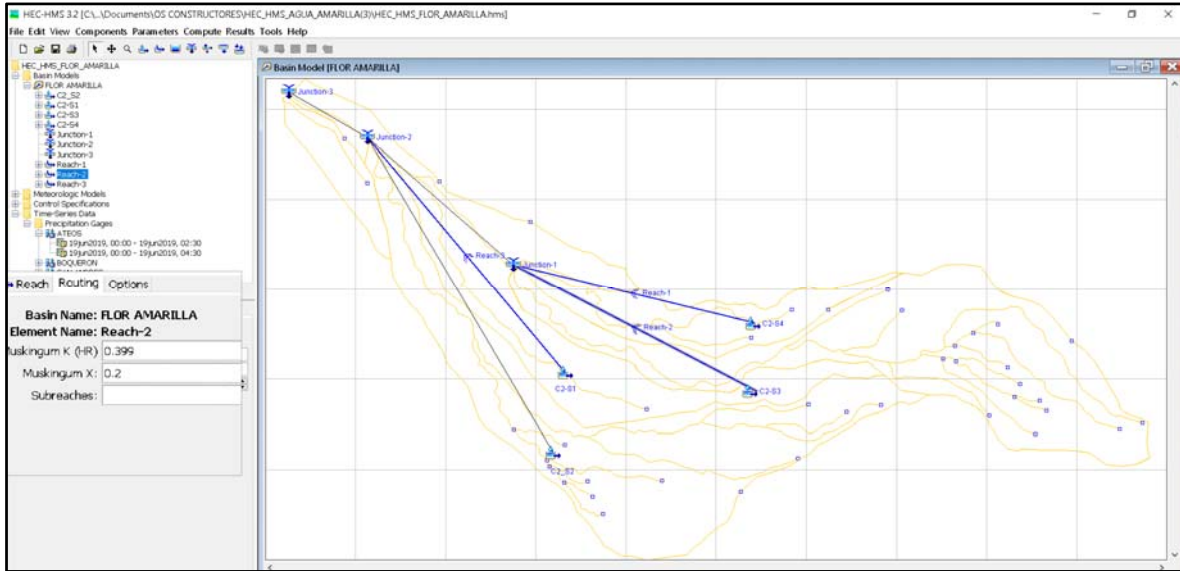 HEC-HMS 3.2 [C:\...\Documents\OS CONSTRUCTORES\HEC_HMS_AGUA_AMARILLA(3)\HEC_HMS_FLOR_AMARILLA.hms]
File Edit View Components Parameters Compute Results Tools Help
HEC_HMS_FLOR_AMARILLA
Basin Models
FLOR AMARILLA
C2_S2
C2-S1
C2-S3
C2-S4
Junction-1
Junction-2
Junction-3
Reach-1
Reach-2
Reach-3
Meteorologic Models
Control Specifications
Time-Series Data
Precipitation Gages
ATEOS
19jun2019, 00:00 - 19jun2019, 02:30
19jun2019, 00:00 - 19jun2019, 04:30
BOQUERON
Reach Routing Options
Basin Name: FLOR AMARILLA
Element Name: Reach-2
Muskingum K (HR) 0.399
Muskingum X: 0.2
Subreaches:
Basin Model [FLOR AMARILLA]
Junction-3
Junction-2
Reach-3
Junction-1
Reach-1
C2-S4
Reach-2
C2-S1
C2-S3
C2_S2